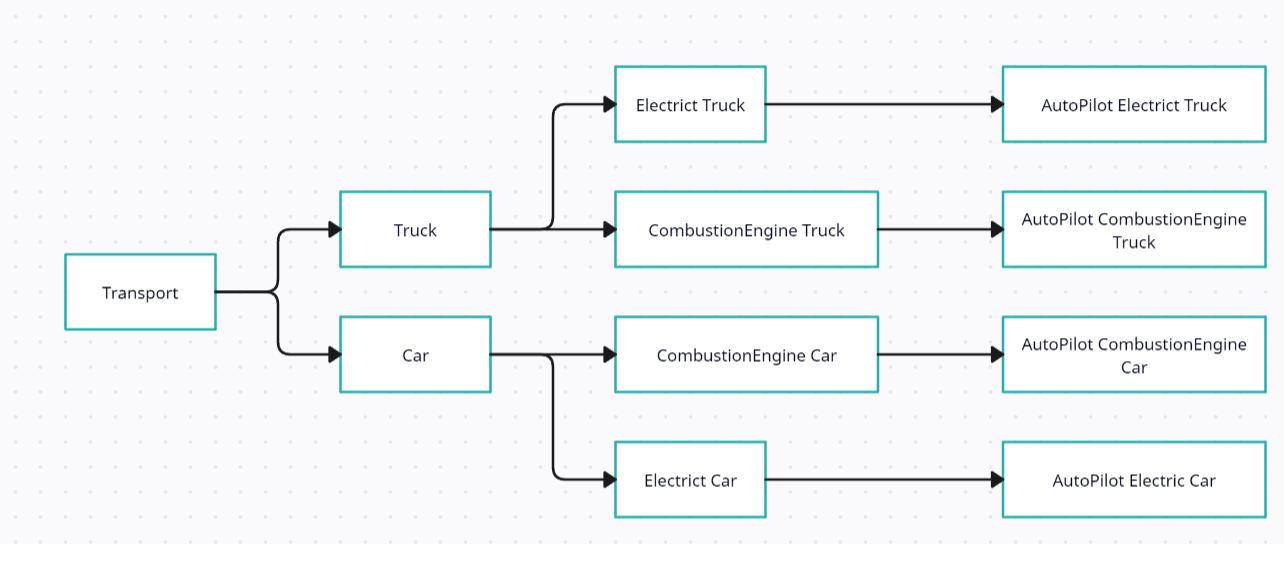 Electrict Truck
AutoPilot Electrict Truck
Truck
CombustionEngine Truck
AutoPilot CombustionEngine
Truck
Transport
Car
CombustionEngine Car
AutoPilot CombustionEngine
Car
Electrict Car
AutoPilot Electric Car